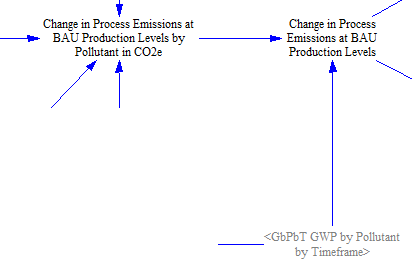 Change in Process Emissions at
BAU Production Levels by
Pollutant in CO2e
Change in Process
Emissions at BAU
Production Levels
<GbPbT GWP by Pollutant
by Timeframe>